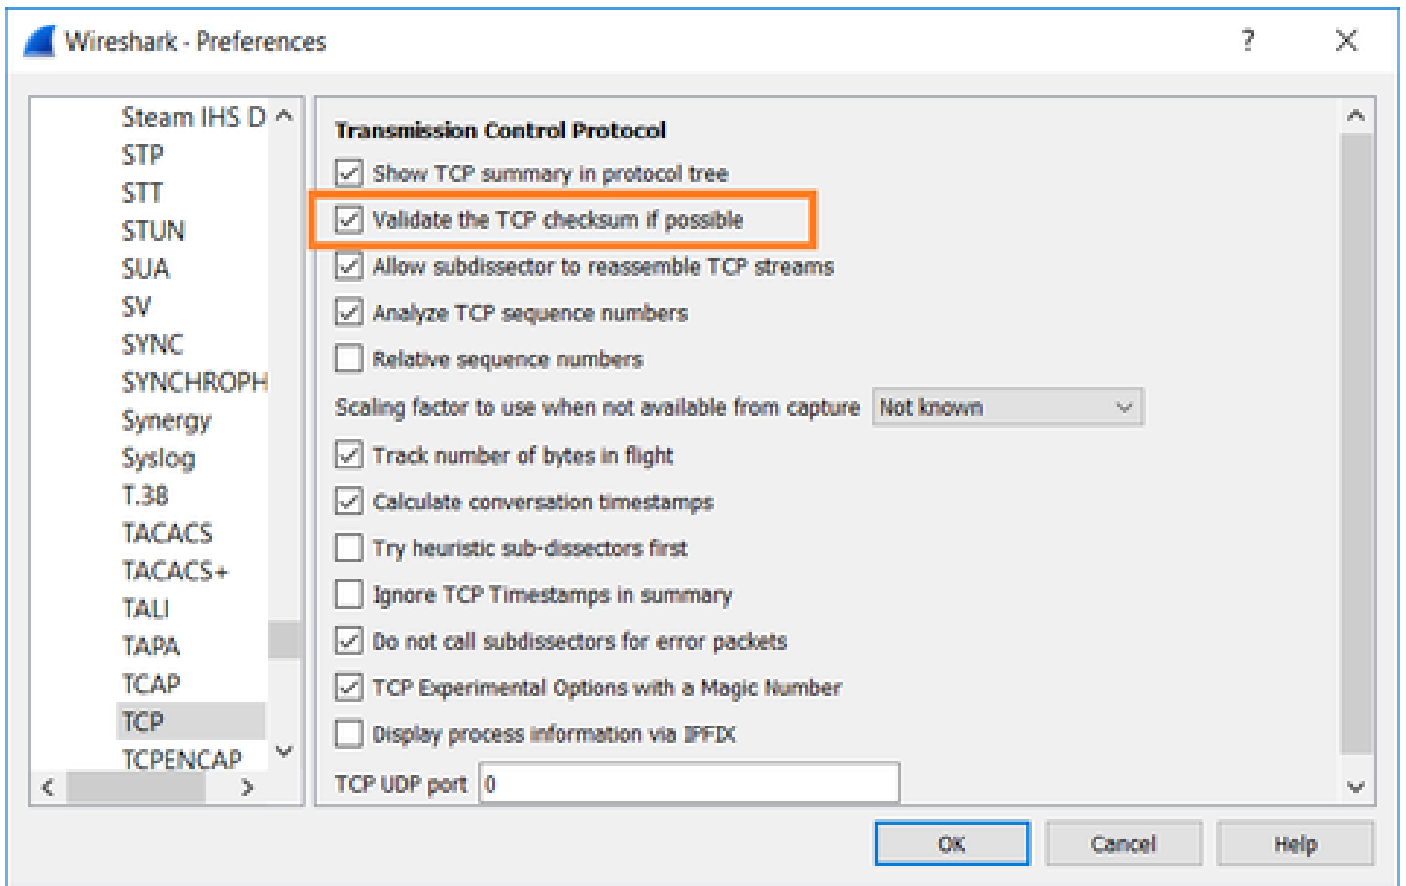 Wireshark - Preferences
?
Steam IHS D
STP
STT
STUN
SUA
SV
SYNC
SYNCHROPH
Synergy
Syslog
T.38
TACACS
TACACS+
TALI
TAPA
TCAP
TCP
TCPENCAP
Transmission Control Protocol
Show TCP summary in protocol tree
Validate the TCP checksum if possible
Allow subdissector to reassemble TCP streams
Analyze TCP sequence numbers
Relative sequence numbers
Scaling factor to use when not available from capture Not known
Track number of bytes in flight
Calculate conversation timestamps
Try heuristic sub-dissectors first
Ignore TCP Timestamps in summary
Do not call subdissectors for error packets
TCP Experimental Options with a Magic Number
Display process information via IPFIX
TCP UDP port 0
OK Cancel Help